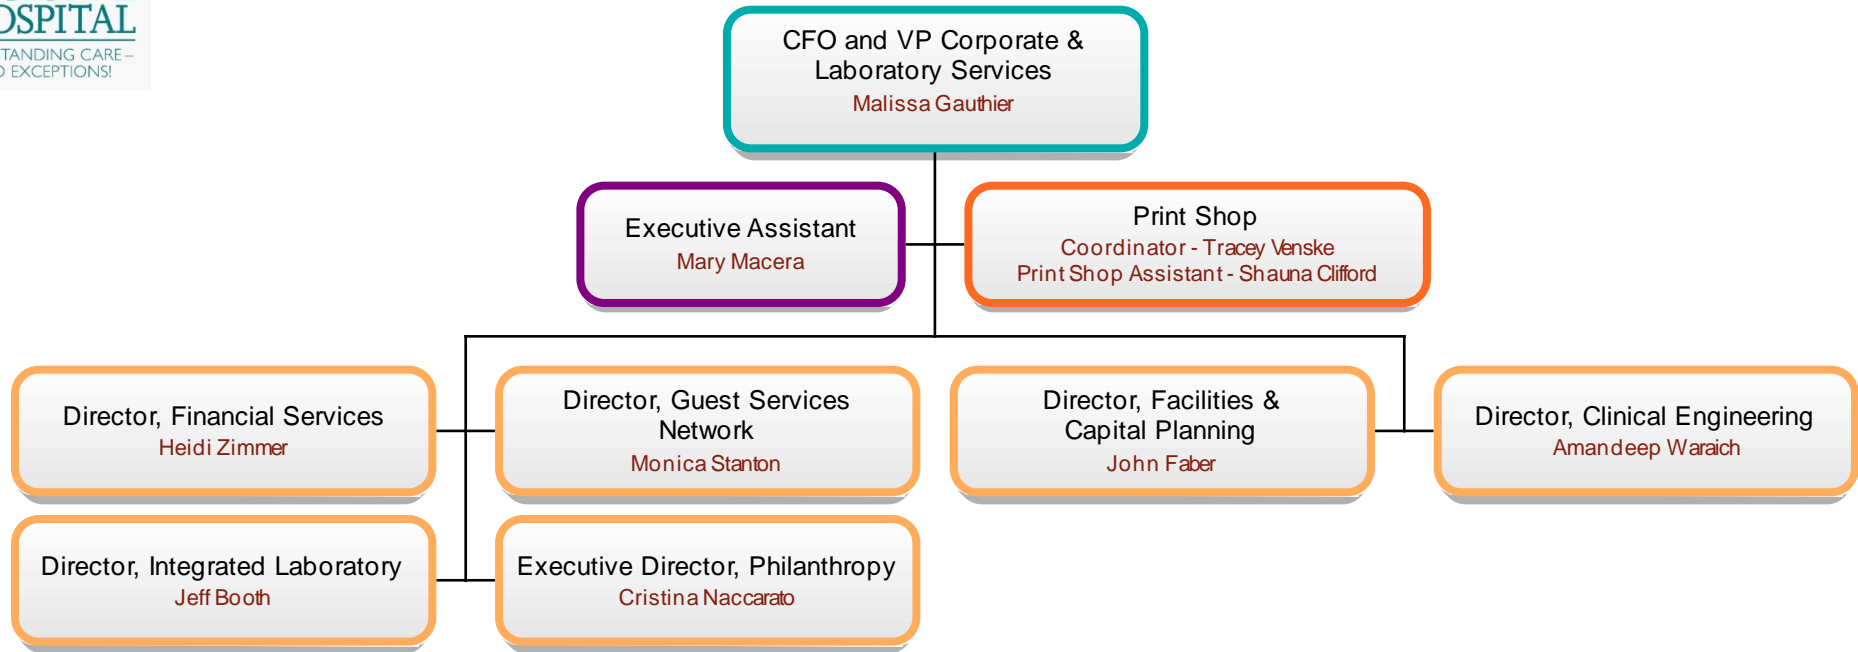 CFO and VP Corporate &
Laboratory Services
Malissa Gauthier
Executive Assistant
Mary Macera
Print Shop
Coordinator - Tracey Venske
Print Shop Assistant - Shauna Clifford
Director, Financial Services
Heidi Zimmer
Director, Guest Services
Network
Monica Stanton
Director, Facilities &
Capital Planning
John Faber
Director, Clinical Engineering
Amandeep Waraich
Director, Integrated Laboratory
Jeff Booth
Executive Director, Philanthropy
Cristina Naccarato
CARE –
EXCEPTIONS!